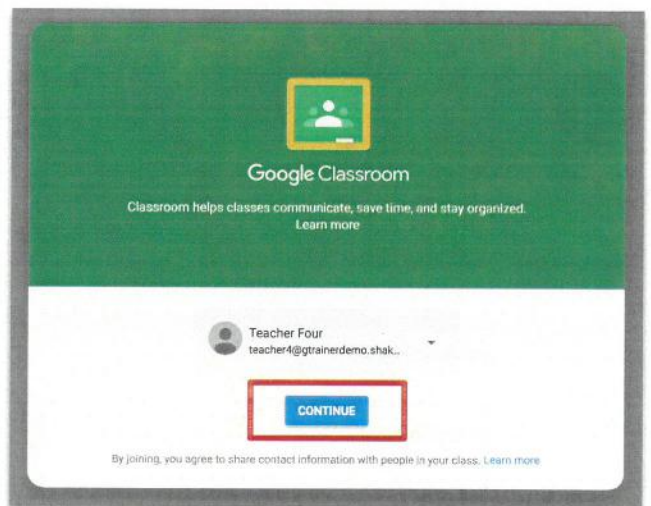 Google Classroom
Classroom helps classes communicate, save time, and stay organized.
Learn more
Teacher Four
teacher4@gtrainerdemo.shak...
CONTINUE
By joining, you agree to share contact information with people in your class. Learn more